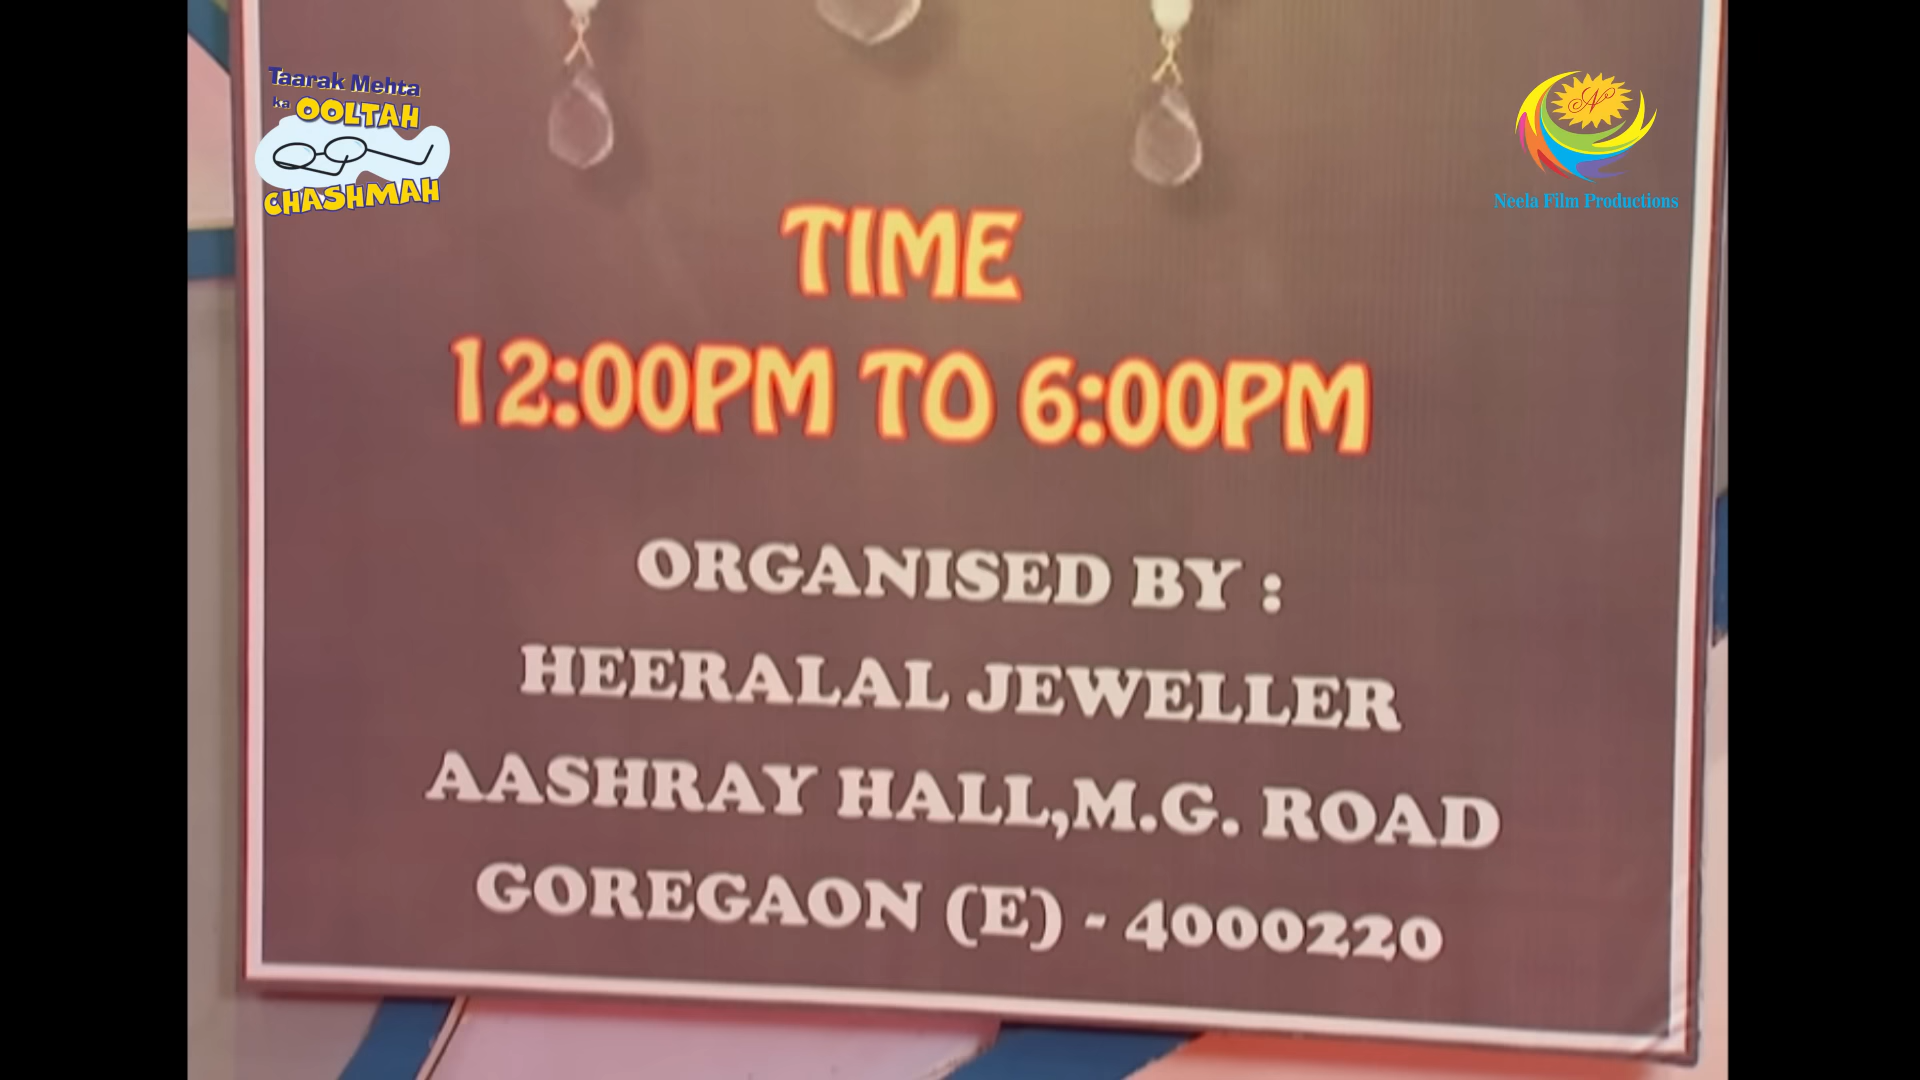 Taarak Mehta
ka OOLTAH
CHASHMAH
N
Neela Film Productions
TIME
12:00PM TO 6:00PM
ORGANISED BY :
HEERALAL JEWELLER
AASHRAY HALL,M.G. ROAD
GOREGAON (E) - 4000220